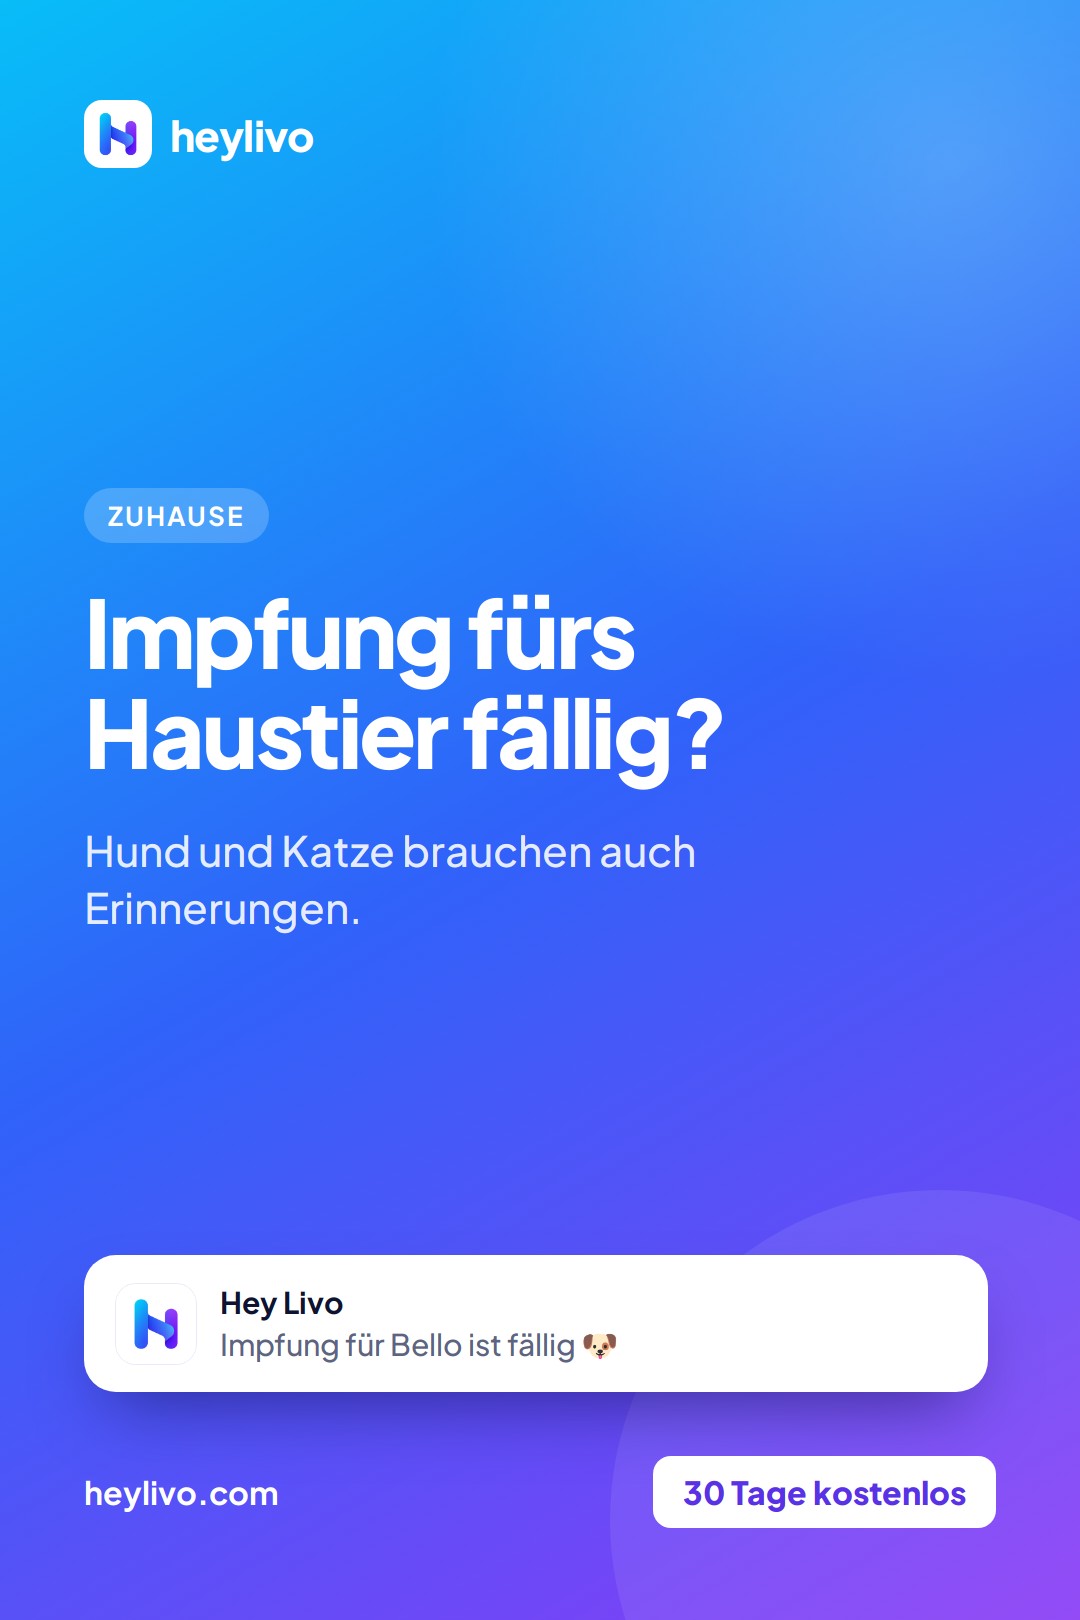 heylivo
ZUHAUSE
Impfung fürs
Haustier fällig?
Hund und Katze brauchen auch
Erinnerungen.
Hey Livo
Impfung für Bello ist fällig 🐶
heylivo.com
30 Tage kostenlos